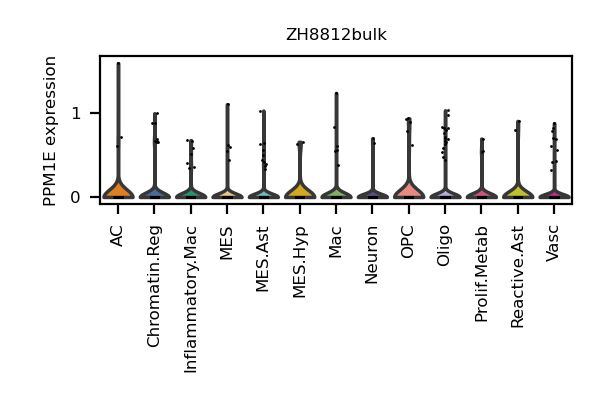 ZH8812bulk
PPM1E expression
1
0
AC
Chromatin.Reg
Inflammatory.Mac
MES
MES.Ast
MES.Hyp
Mac
Neuron
OPC
Oligo
Prolif.Metab
Reactive.Ast
Vasc